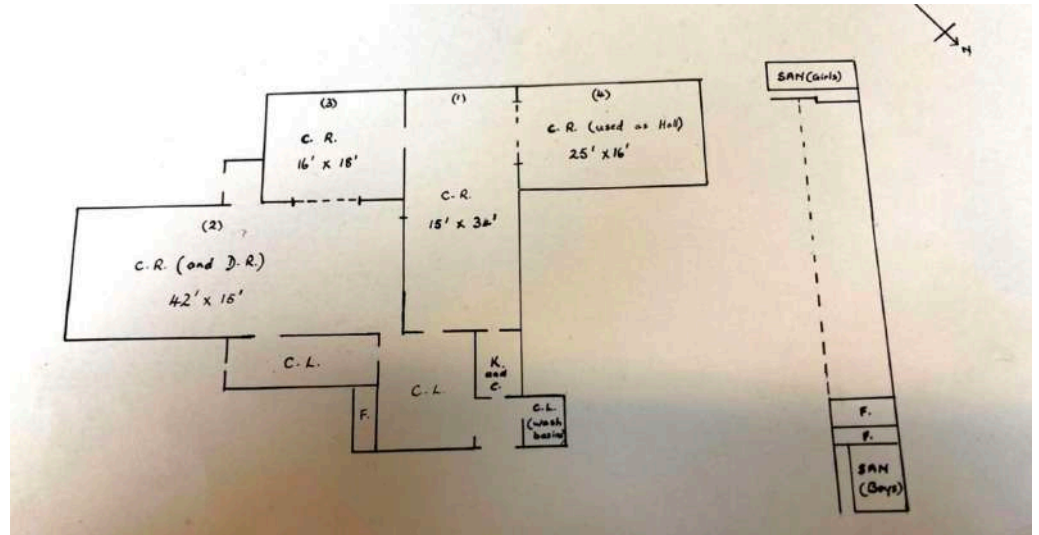 N
SAN (Girls)
(3)
C. R.
16' x 18'
(1)
C.R.
15' x 34'
(4)
C. R. (used as Hall)
25' x 16'
(2)
C.R. (and D.R.)
42' x 15'
C.L.
F.
C.L.
K.
and
C.
C.L.
(wash
basin)
F.
F.
SAN
(Boys)